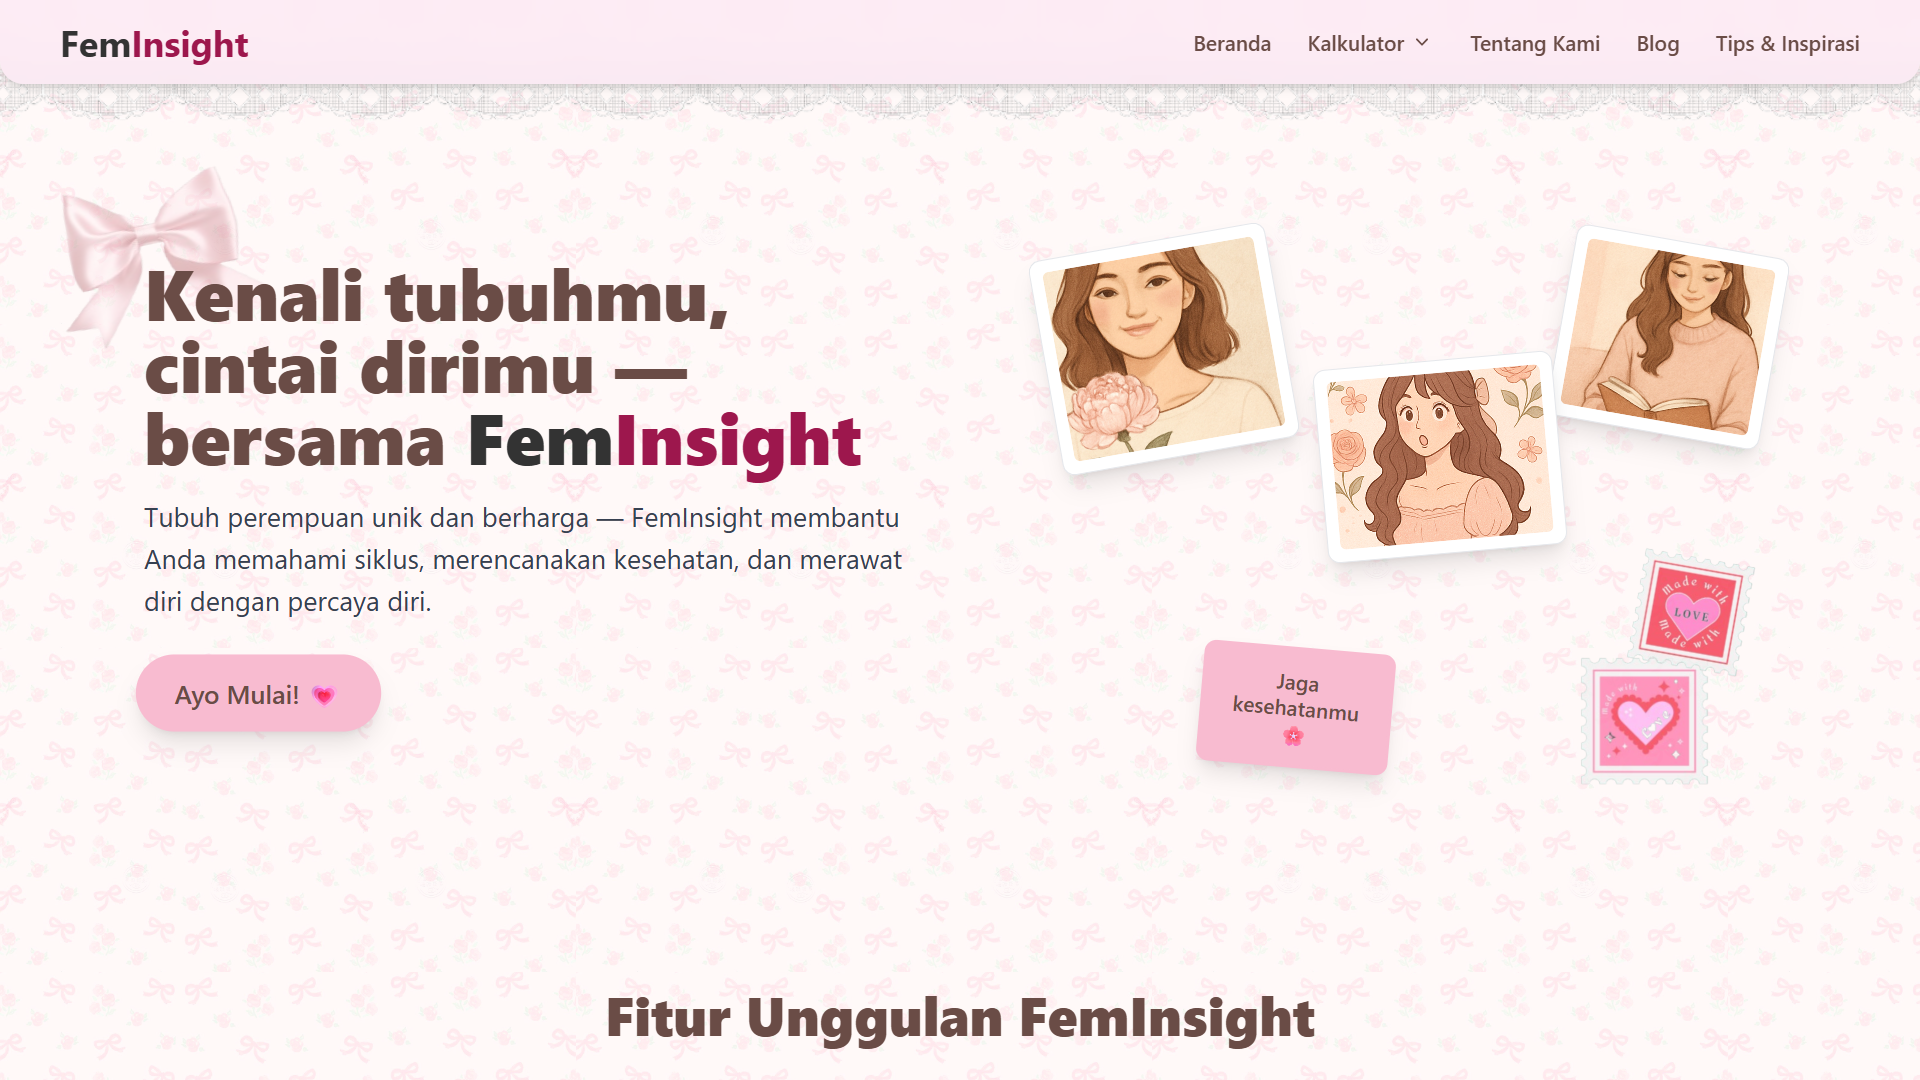 FemInsight
Beranda
Kalkulator
Tentang Kami
Blog
Tips & Inspirasi
Kenali tubuhmu,
cintai dirimu —
bersama FemInsight
Tubuh perempuan unik dan berharga — FemInsight membantu
Anda memahami siklus, merencanakan kesehatan, dan merawat
diri dengan percaya diri.
Ayo Mulai! 💗
Jaga
kesehatanmu
🌸
made with
LOVE
made with
made with
Fitur Unggulan FemInsight